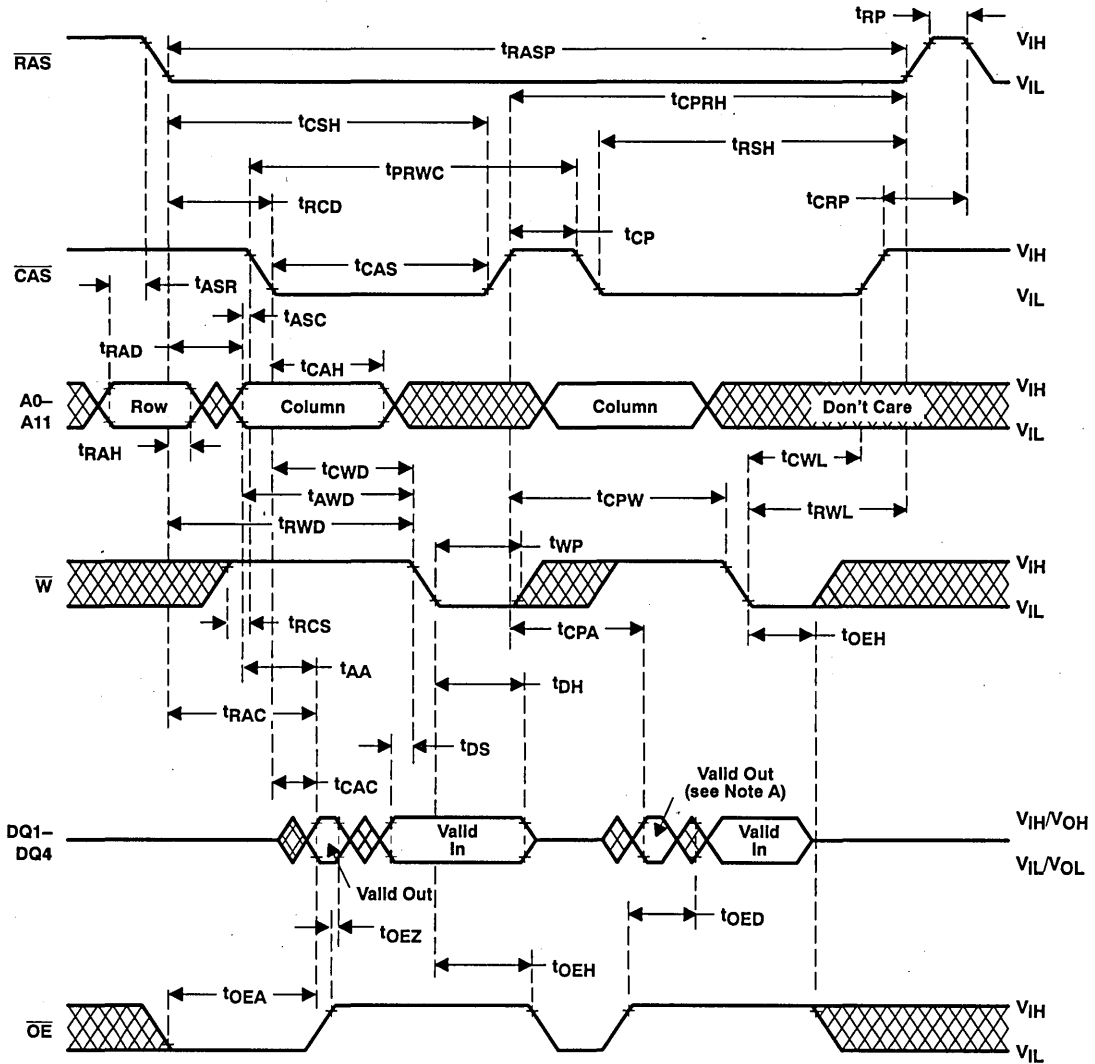 tRP
RAS
tRASP
VIH
VIL
tCPRH
tCSH
tRSH
tPRWC
tRCD
tCRP
tCP
CAS
tCAS
VIH
VIL
tASR
tASC
tRAD
tCAH
A0–
A11
Row
Column
Column
Don't Care
VIH
VIL
tRAH
tCWD
tCWL
tAWD
tCPW
tRWD
tRWL
tWP
W
VIH
VIL
tRCS
tCPA
tOEH
tAA
tDH
tRAC
tDS
tCAC
Valid Out
(see Note A)
DQ1–
DQ4
Valid
In
Valid
In
VIH/VOH
VIL/VOL
Valid Out
tOEZ
tOED
tOEH
tOEA
OE
VIH
VIL